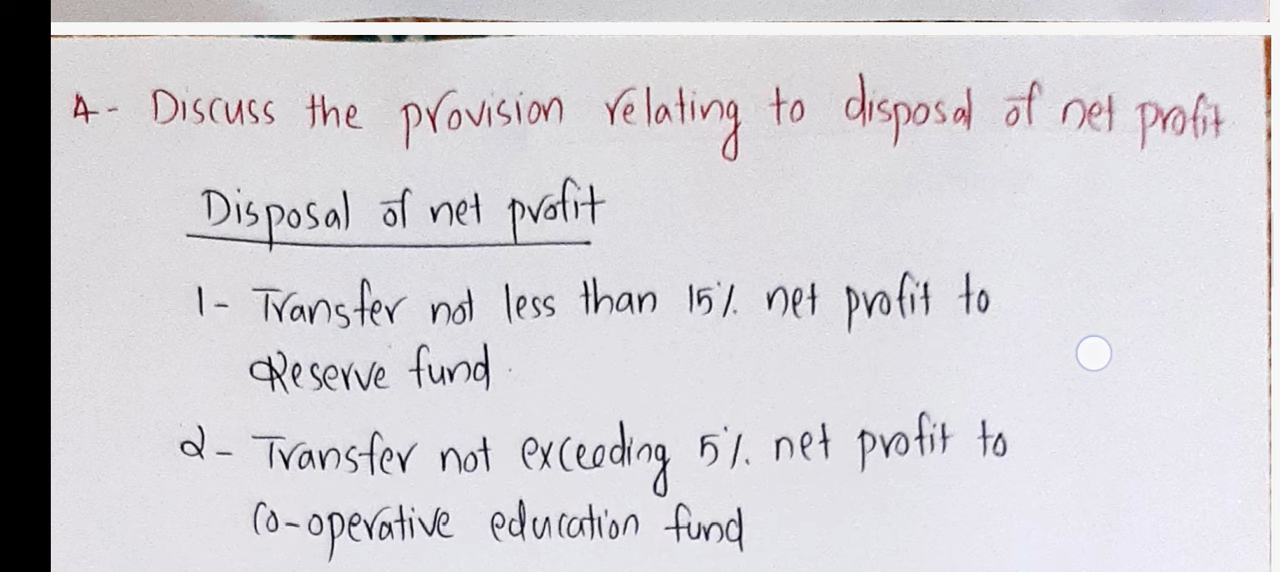 4- Discuss the provision relating to disposal of net profit
Disposal of net profit
1- Transfer not less than 15% net profit to
Reserve fund.
2- Transfer not exceeding 5% net profit to
Co-operative education fund